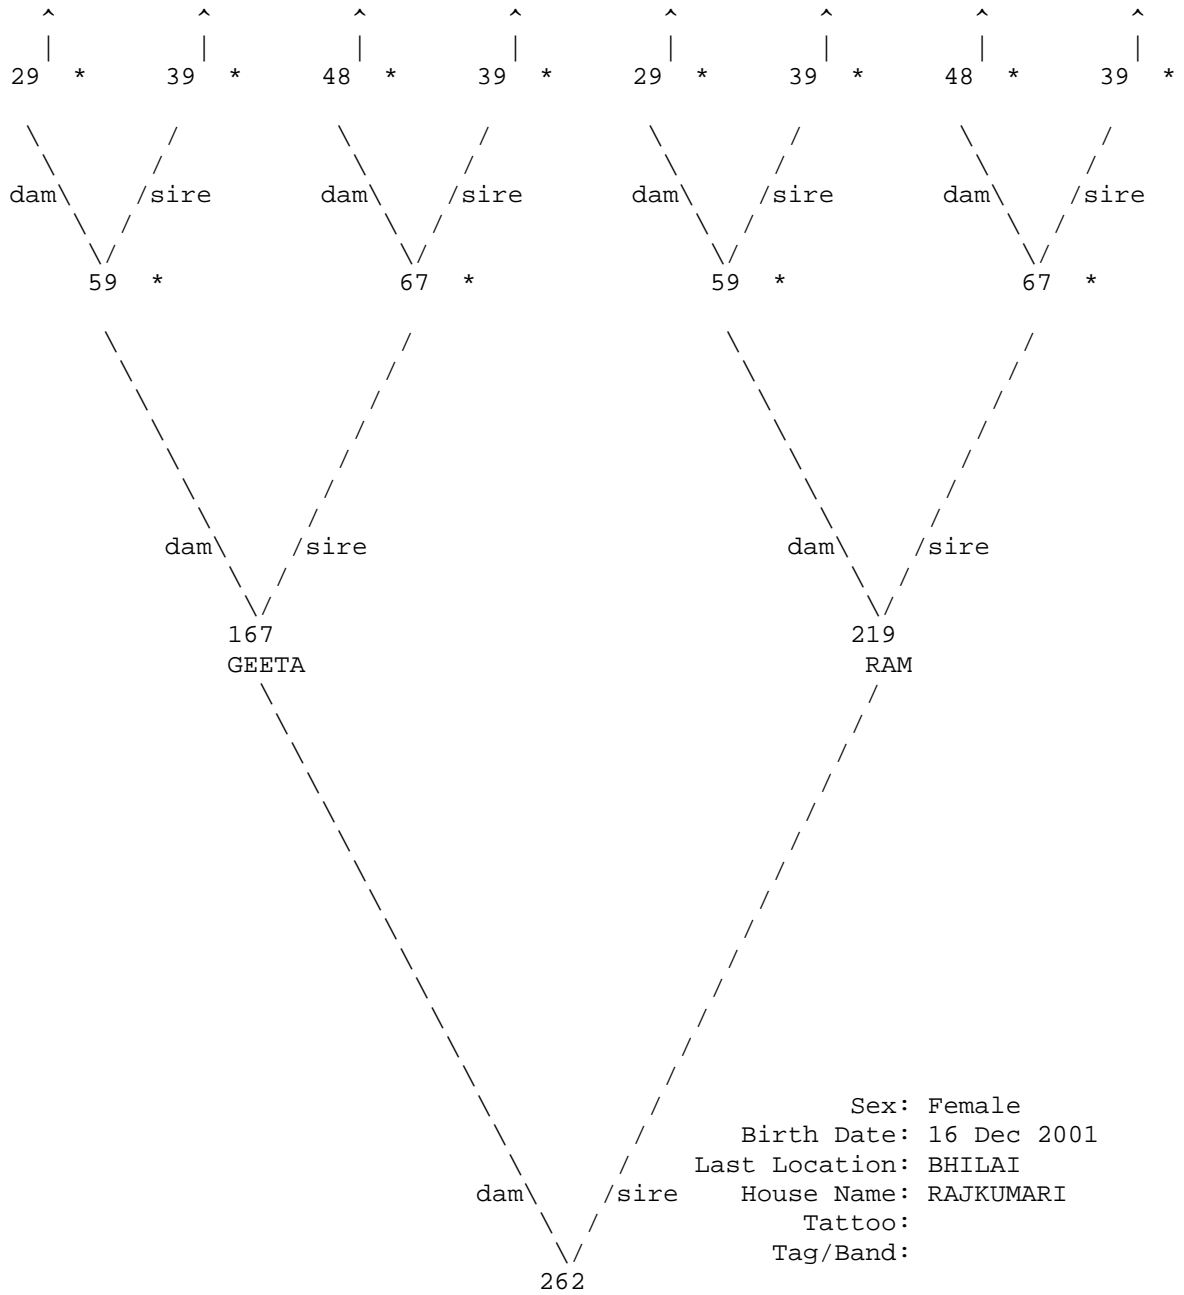 ^ ^ ^ ^ ^ ^ ^ ^
| | | | | | | |
29 * 39 * 48 * 39 * 29 * 39 * 48 * 39 *
dam\ /sire dam\ /sire dam\ /sire dam\ /sire
59 * 67 * 59 * 67 *
dam\ /sire dam\ /sire
167 219
GEETA RAM
Sex: Female
Birth Date: 16 Dec 2001
Last Location: BHILAI
dam\ /sire House Name: RAJKUMARI
Tattoo:
Tag/Band:
262